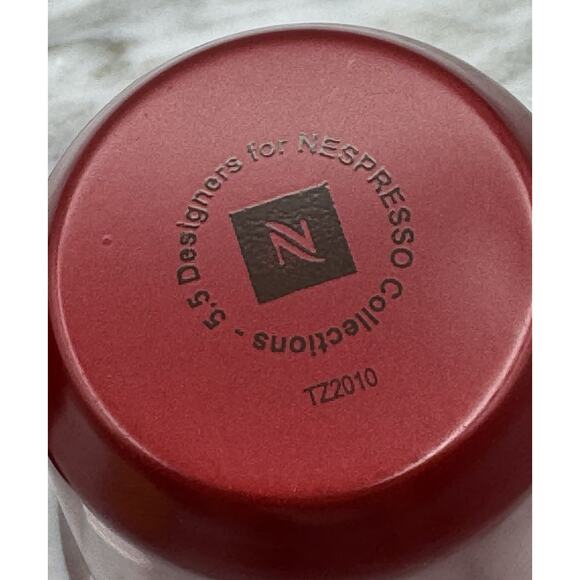 5.5 Designers for NESPRESSO Collections -
N
TZ2010